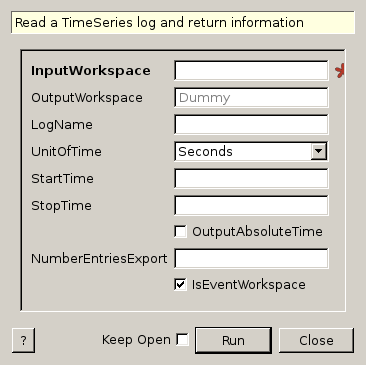 Read a TimeSeries log and return information
InputWorkspace *
OutputWorkspace Dummy
LogName
UnitOfTime Seconds
StartTime
StopTime
OutputAbsoluteTime
NumberEntriesExport
IsEventWorkspace
? Keep Open Run Close